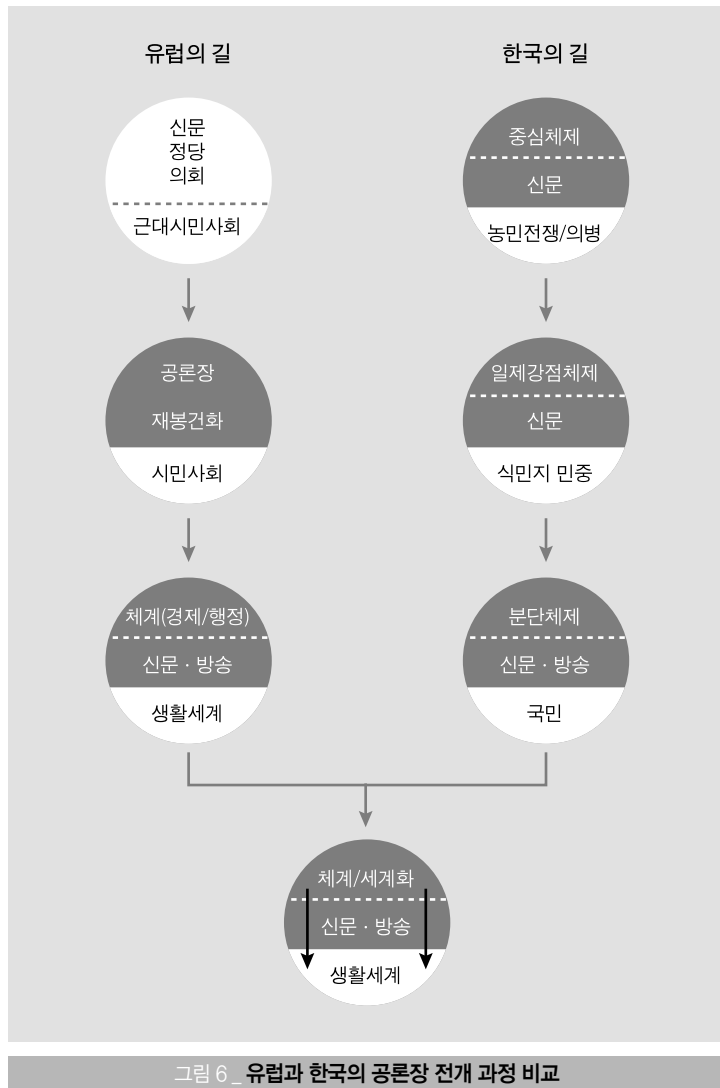 유럽의 길
신문
정당
의회
근대시민사회
공론장
재봉건화
시민사회
체계(경제/행정)
신문 · 방송
생활세계
한국의 길
중심체제
신문
농민전쟁/의병
일제강점체제
신문
식민지 민중
분단체제
신문 · 방송
국민
체계/세계화
신문 · 방송
생활세계
그림 6 _ 유럽과 한국의 공론장 전개 과정 비교